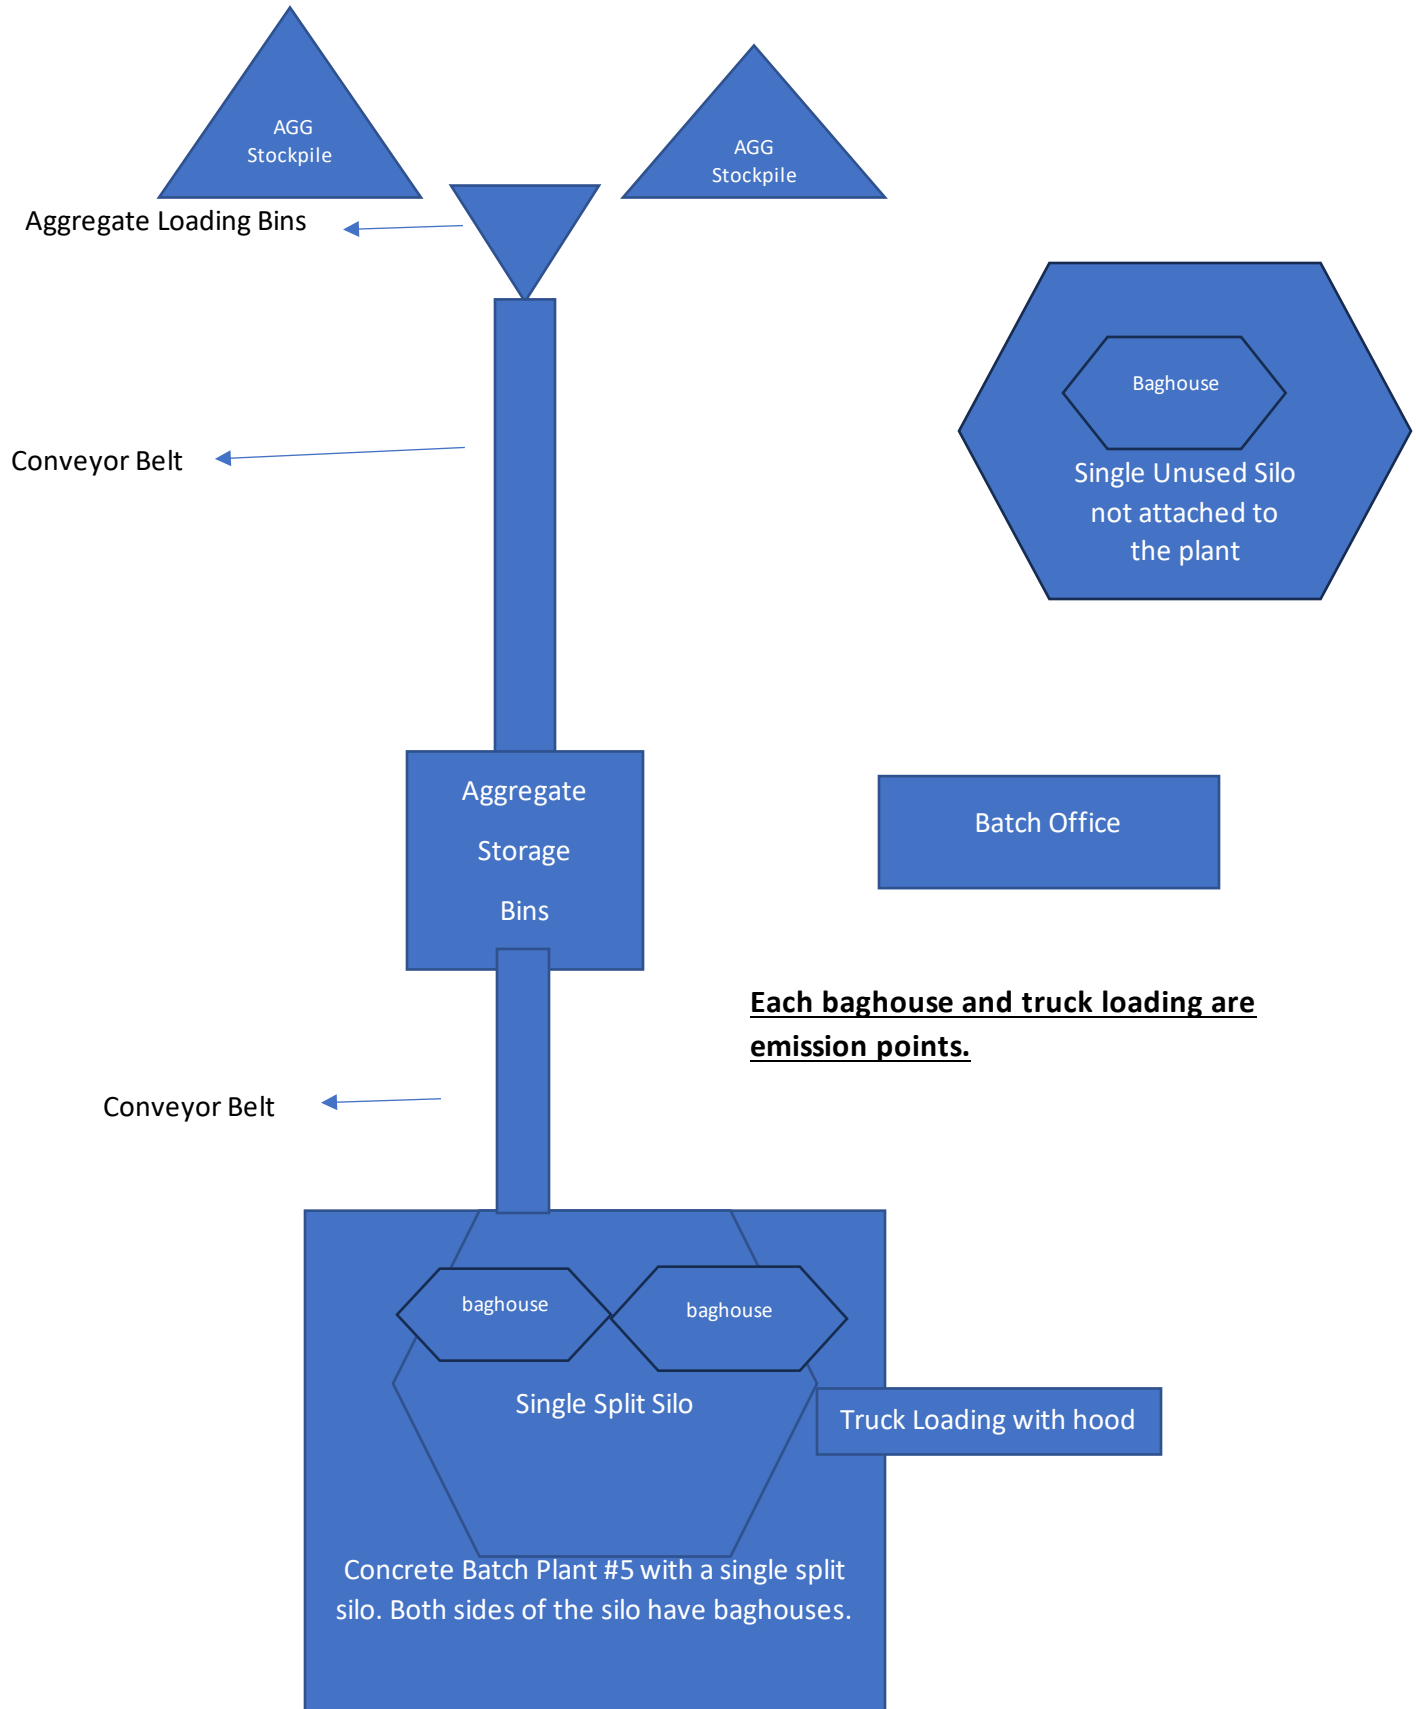 AGG
Stockpile
AGG
Stockpile
Aggregate Loading Bins
Baghouse
Conveyor Belt
Single Unused Silo
not attached to
the plant
Aggregate
Storage
Bins
Batch Office
Each baghouse and truck loading are
emission points.
Conveyor Belt
baghouse
baghouse
Single Split Silo
Truck Loading with hood
Concrete Batch Plant #5 with a single split
silo. Both sides of the silo have baghouses.